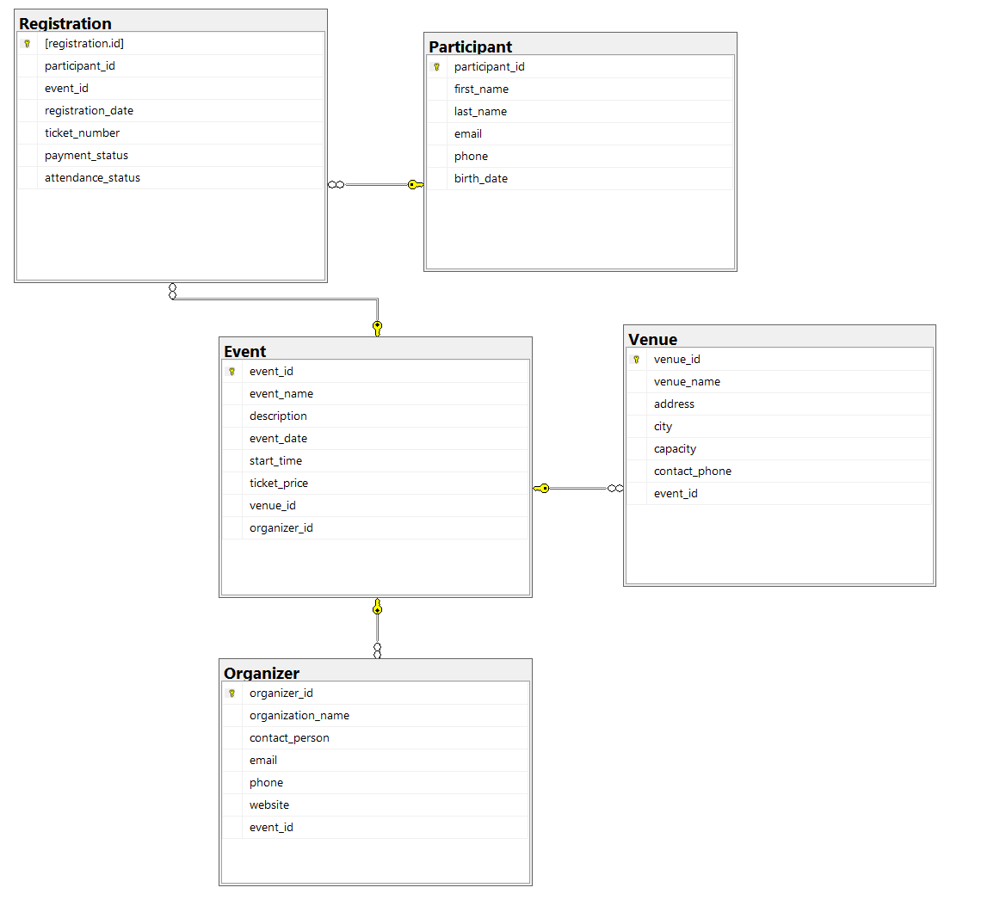 Registration
[registration.id]
participant_id
event_id
registration_date
ticket_number
payment_status
attendance_status
Participant
participant_id
first_name
last_name
email
phone
birth_date
Event
event_id
event_name
description
event_date
start_time
ticket_price
venue_id
organizer_id
Venue
venue_id
venue_name
address
city
capacity
contact_phone
event_id
Organizer
organizer_id
organization_name
contact_person
email
phone
website
event_id